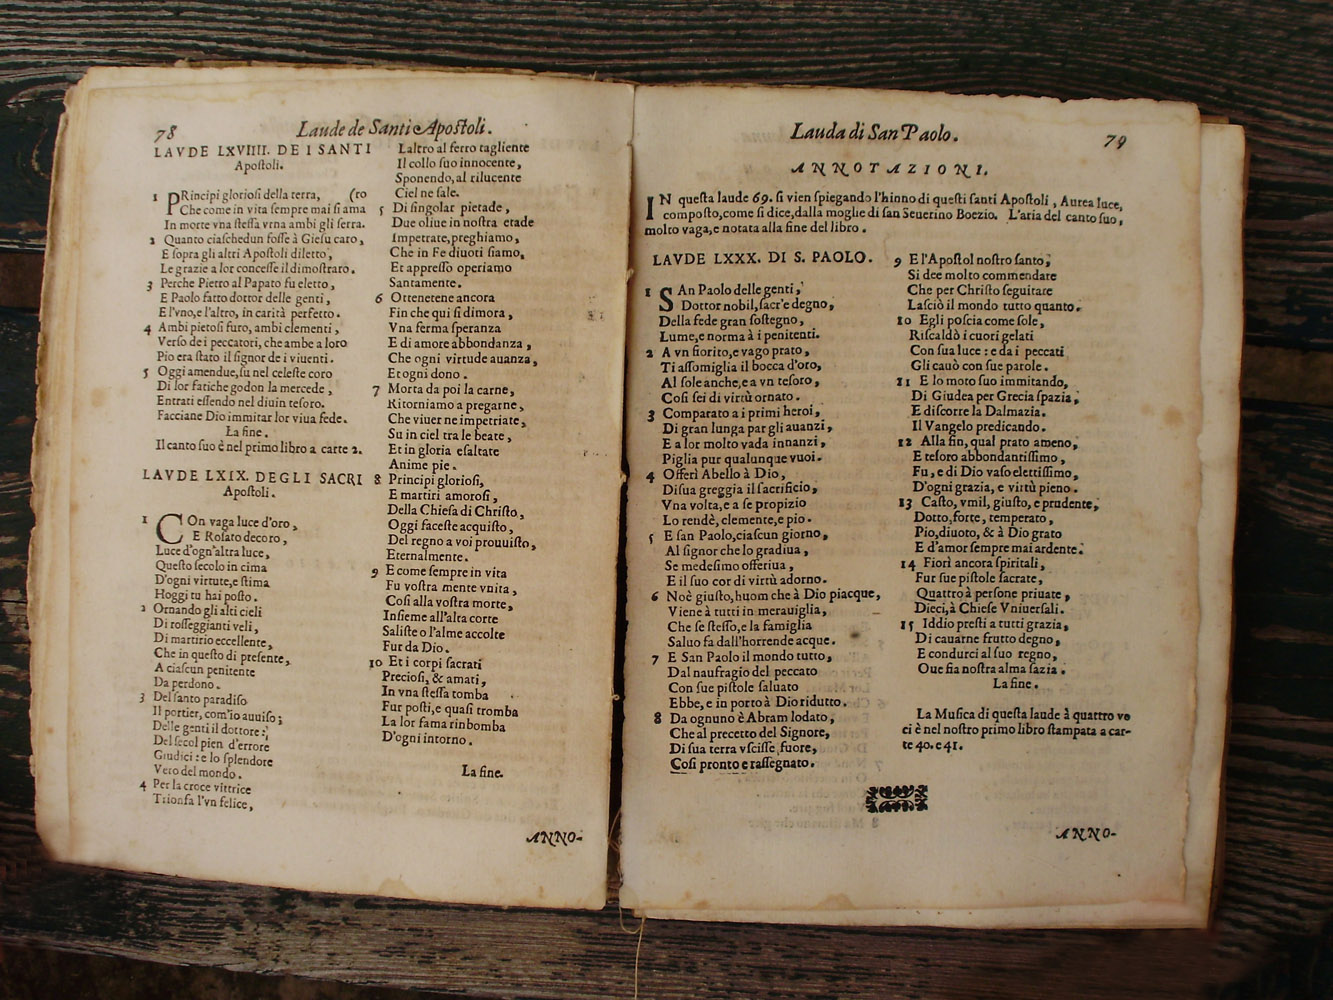 78
Laude de Santi Apoſtoli.
LAVDE LXVIIII. DE I SANTI
Apoſtoli.
1 PRincipi glorioſi della terra, (ro
Che come in vita ſempre mai ſi ama
In morte vna ſteſſa vrna ambi gli ſerra.
2 Quanto ciaſchedun foſſe à Gieſu caro,
E ſopra gli altri Apoſtoli diletto,
Le grazie a lor conceſſe il dimoſtraro.
3 Perche Pietro al Papato fu eletto,
E Paolo fatto dottor delle genti,
E l'vno,e l'altro, in carità perfetto.
4 Ambi pietoſi furo, ambi clementi,
Verſo de i peccatori, che ambe a loro
Pio era ſtato il ſignor de i viuenti.
5 Oggi amendue,ſu nel celeſte coro
Di lor fatiche godon la mercede,
Entrati eſſendo nel diuin teſoro.
Facciane Dio immitar lor viua fede.
La fine.
Il canto ſuo è nel primo libro a carte 2.
LAVDE LXIX. DEGLI SACRI
Apoſtoli.
1 COn vaga luce d'oro,
E Roſato decoro,
Luce d'ogn'altra luce,
Queſto ſecolo in cima
D'ogni virtute,e ſtima
Hoggi tu hai poſto.
2 Ornando gli alti cieli
Di roſſeggianti veli,
Di martirio eccellente,
Che in queſto di preſente,
A ciaſcun penitente
Da perdono.
3 Del ſanto paradiſo
Il portier, com'io auuiſo;
Delle genti il dottore:
Del ſecol pien d'errore
Giudici: e lo ſplendore
Vero del mondo.
4 Per la croce vittrice
Trionfa l'vn felice,
Laltro al ferro tagliente
Il collo ſuo innocente,
Sponendo,al rilucente
Ciel ne ſale.
5 Di ſingolar pietade,
Due oliue in noſtra etade
Impetrate,preghiamo,
Che in Fe diuoti ſiamo,
Et appreſſo operiamo
Santamente.
6 Ottenetene ancora
Fin che qui ſi dimora,
Vna ferma ſperanza
E di amore abbondanza,
Che ogni virtude auanza,
Et ogni dono.
7 Morta da poi la carne,
Ritorniamo a pregarne,
Che viuer ne impetriate,
Su in ciel tra le beate,
Et in gloria eſaltate
Anime pie.
8 Principi glorioſi,
E martiri amoroſi,
Della Chieſa di Chriſto,
Oggi faceſte acquiſto,
Del regno a voi prouuiſto,
Eternalmente.
9 E come ſempre in vita
Fu voſtra mente vnita,
Coſi alla voſtra morte,
Inſieme all'alta corte
Saliſte o l'alme accolte
Fur da Dio.
10 Et i corpi ſacrati
Precioſi, & amati,
In vna ſteſſa tomba
Fur poſti,e quaſi tromba
La lor fama rinbomba
D'ogni intorno.
La fine.
ANNO-
Lauda di San Paolo.
79
ANNOTAZIONI.
IN queſta laude 69. ſi vien ſpiegando l'hinno di queſti ſanti Apoſtoli, Aurea luce,
compoſto,come ſi dice,dalla moglie di ſan Seuerino Boezio. L'aria del canto ſuo,
molto vaga,e notata alla fine del libro.
LAVDE LXXX. DI S. PAOLO.
1 SAn Paolo delle genti,
Dottor nobil,ſacr'e degno,
Della fede gran ſoſtegno,
Lume,e norma à i penitenti.
2 A vn fiorito,e vago prato,
Ti aſſomiglia il bocca d'oro,
Al ſole anche,e a vn teſoro,
Coſi ſei di virtù ornato.
3 Comparato a i primi heroi,
Di gran lunga par gli auanzi,
E a lor molto vada innanzi,
Piglia pur qualunque vuoi.
4 Offerì Abello à Dio,
Di ſua greggia il ſacrificio,
Vna volta,e a ſe propizio
Lo rendè, clemente,e pio.
5 E ſan Paolo,ciaſcun giorno,
Al ſignor che lo gradiua,
Se medeſimo offeriua,
E il ſuo cor di virtù adorno.
6 Noè giuſto,huom che à Dio piacque,
Viene à tutti in merauiglia,
Che ſe ſteſſo,e la famiglia
Saluo fa dall'horrende acque.
7 E San Paolo il mondo tutto,
Dal naufragio del peccato
Con ſue piſtole ſaluato
Ebbe, e in porto à Dio ridutto.
8 Da ognuno è Abram lodato,
Che al precetto del Signore,
Di ſua terra vſciſſe fuore,
Coſi pronto e raſſegnato.
9 E l'Apoſtol noſtro ſanto,
Si dee molto commendare
Che per Chriſto ſeguitare
Laſciò il mondo tutto quanto.
10 Egli poſcia come ſole,
Riſcaldò i cuori gelati
Con ſua luce: e da i peccati
Gli cauò con ſue parole.
11 E lo moto ſuo immitando,
Di Giudea per Grecia ſpazia,
E diſcorre la Dalmazia.
Il Vangelo predicando.
12 Alla fin, qual prato ameno,
E teſoro abbondantiſſimo,
Fu, e di Dio vaſo elettiſſimo,
D'ogni grazia, e virtù pieno.
13 Caſto, vmil, giuſto, e prudente,
Dotto,forte, temperato,
Pio,diuoto, & à Dio grato
E d'amor ſempre mai ardente.
14 Fiorì ancora ſpiritali,
Fur ſue piſtole ſacrate,
Quattro à perſone priuate,
Dieci,à Chieſe Vniuerſali.
15 Iddio preſti a tutti grazia,
Di cauarne frutto degno,
E condurci al ſuo regno,
Oue fia noſtra alma ſazia.
La fine.
La Muſica di queſta laude à quattro vo
ci è nel noſtro primo libro ſtampata a car-
te 40. e 41.
ANNO-